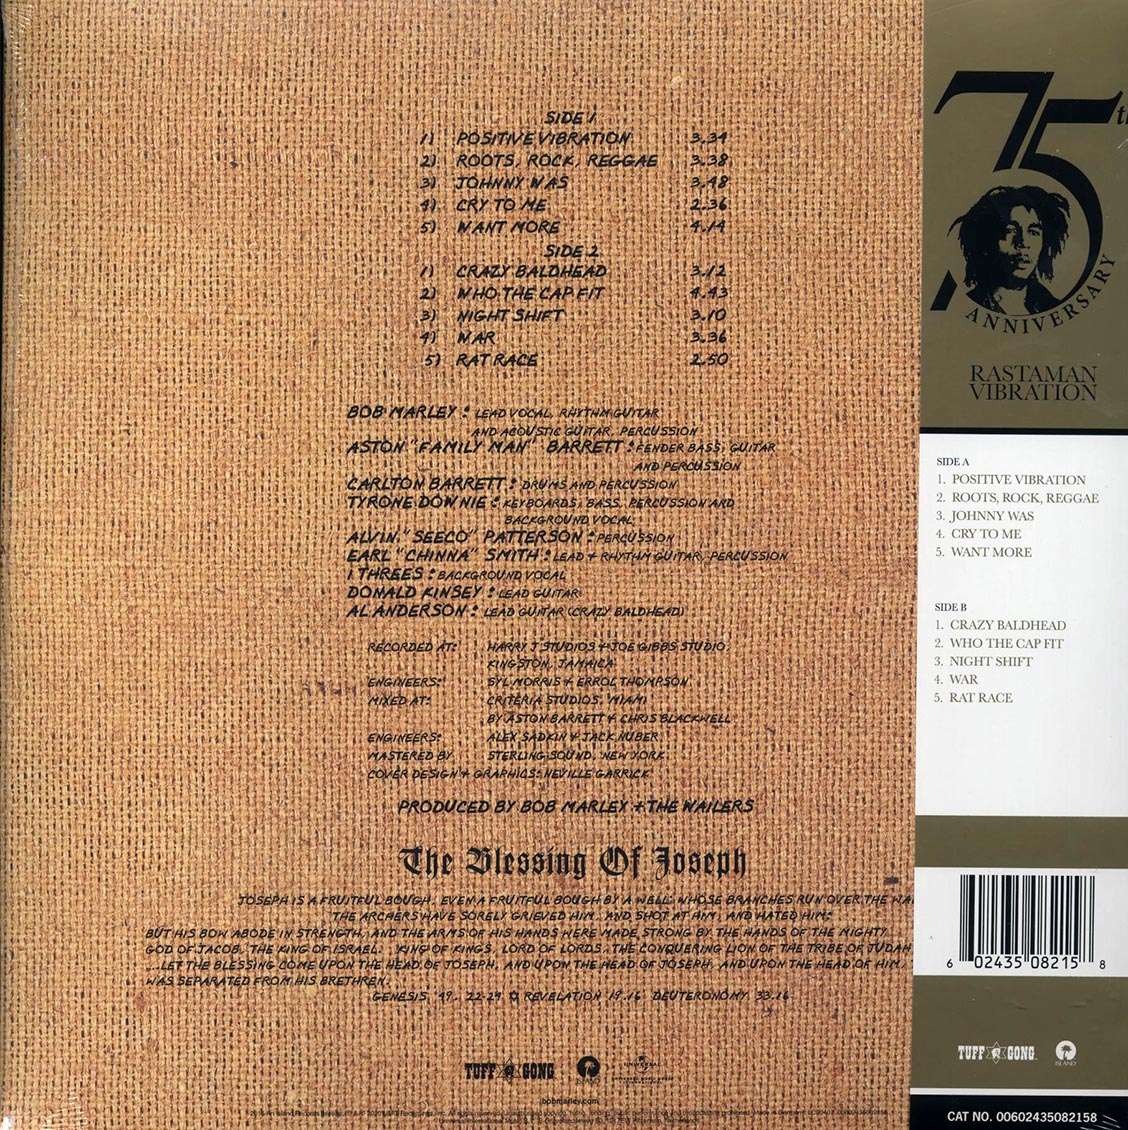 SIDE 1
1) POSITIVE VIBRATION 3.34
2) ROOTS, ROCK, REGGAE 3.38
3) JOHNNY WAS 3.48
4) CRY TO ME 2.36
5) WANT MORE 4.14
SIDE 2
1) CRAZY BALDHEAD 3.12
2) WHO THE CAP FIT 4.43
3) NIGHT SHIFT 3.10
4) WAR 3.36
5) RAT RACE 2.50
BOB MARLEY : LEAD VOCAL, RHYTHM GUITAR
AND ACOUSTIC GUITAR, PERCUSSION
ASTON "FAMILY MAN" BARRETT : FENDER BASS, GUITAR
AND PERCUSSION
CARLTON BARRETT : DRUMS AND PERCUSSION
TYRONE DOWNIE : KEYBOARDS, BASS, PERCUSSION AND
BACKGROUND VOCAL
ALVIN "SEECO" PATTERSON : PERCUSSION
EARL "CHINNA" SMITH : LEAD + RHYTHM GUITAR, PERCUSSION
I THREES : BACKGROUND VOCAL
DONALD KINSEY : LEAD GUITAR
AL ANDERSON : LEAD GUITAR (CRAZY BALDHEAD)
RECORDED AT: HARRY J STUDIOS + JOE GIBBS STUDIO,
KINGSTON, JAMAICA
ENGINEERS: SYL MORRIS + ERROL THOMPSON
MIXED AT: CRITERIA STUDIOS, MIAMI
BY ASTON BARRETT + CHRIS BLACKWELL
ENGINEERS: ALEX SADKIN + JACK NUBER
MASTERED BY STERLING SOUND, NEW YORK
COVER DESIGN + GRAPHICS: NEVILLE GARRICK
PRODUCED BY BOB MARLEY + THE WAILERS
The Blessing Of Joseph
JOSEPH IS A FRUITFUL BOUGH, EVEN A FRUITFUL BOUGH BY A WELL: WHOSE BRANCHES RUN OVER THE WA
THE ARCHERS HAVE SORELY GRIEVED HIM, AND SHOT AT HIM, AND HATED HIM:
BUT HIS BOW ABODE IN STRENGTH, AND THE ARMS OF HIS HANDS WERE MADE STRONG BY THE HANDS OF THE MIGHTY
GOD OF JACOB, THE KING OF ISRAEL, KING OF KINGS, LORD OF LORDS, THE CONQUERING LION OF THE TRIBE OF JUDAH
...LET THE BLESSING COME UPON THE HEAD OF JOSEPH, AND UPON THE HEAD OF JOSEPH, AND UPON THE HEAD OF HIM
WAS SEPARATED FROM HIS BRETHREN.
GENESIS 49. 22-24 ✡ REVELATION 19.16 DEUTERONOMY 33.16
TUFF GONG ISLAND UNIVERSAL
bobmarley.com
75th
ANNIVERSARY
RASTAMAN
VIBRATION
SIDE A
1. POSITIVE VIBRATION
2. ROOTS, ROCK, REGGAE
3. JOHNNY WAS
4. CRY TO ME
5. WANT MORE
SIDE B
1. CRAZY BALDHEAD
2. WHO THE CAP FIT
3. NIGHT SHIFT
4. WAR
5. RAT RACE
6 02435 08215 8
TUFF GONG ISLAND
CAT NO. 00602435082158